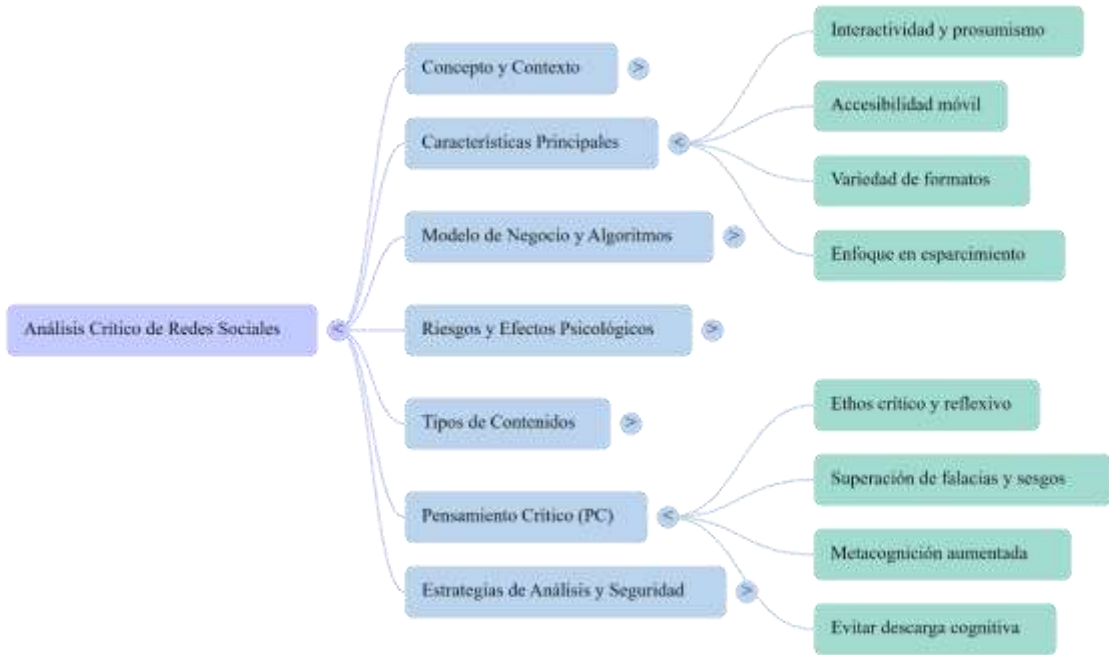 Análisis Crítico de Redes Sociales
<
Concepto y Contexto
>
Características Principales
<
Interactividad y prosumismo
Accesibilidad móvil
Variedad de formatos
Enfoque en esparcimiento
Modelo de Negocio y Algoritmos
>
Riesgos y Efectos Psicológicos
>
Tipos de Contenidos
>
Pensamiento Crítico (PC)
<
Ethos crítico y reflexivo
Superación de falacias y sesgos
Metacognición aumentada
Evitar descarga cognitiva
Estrategias de Análisis y Seguridad
>